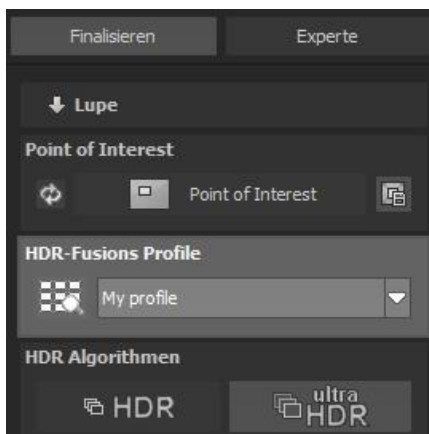 Finalisieren Experte
Lupe
Point of Interest
Point of Interest
HDR-Fusions Profile
My profile
HDR Algorithmen
HDR ultra HDR